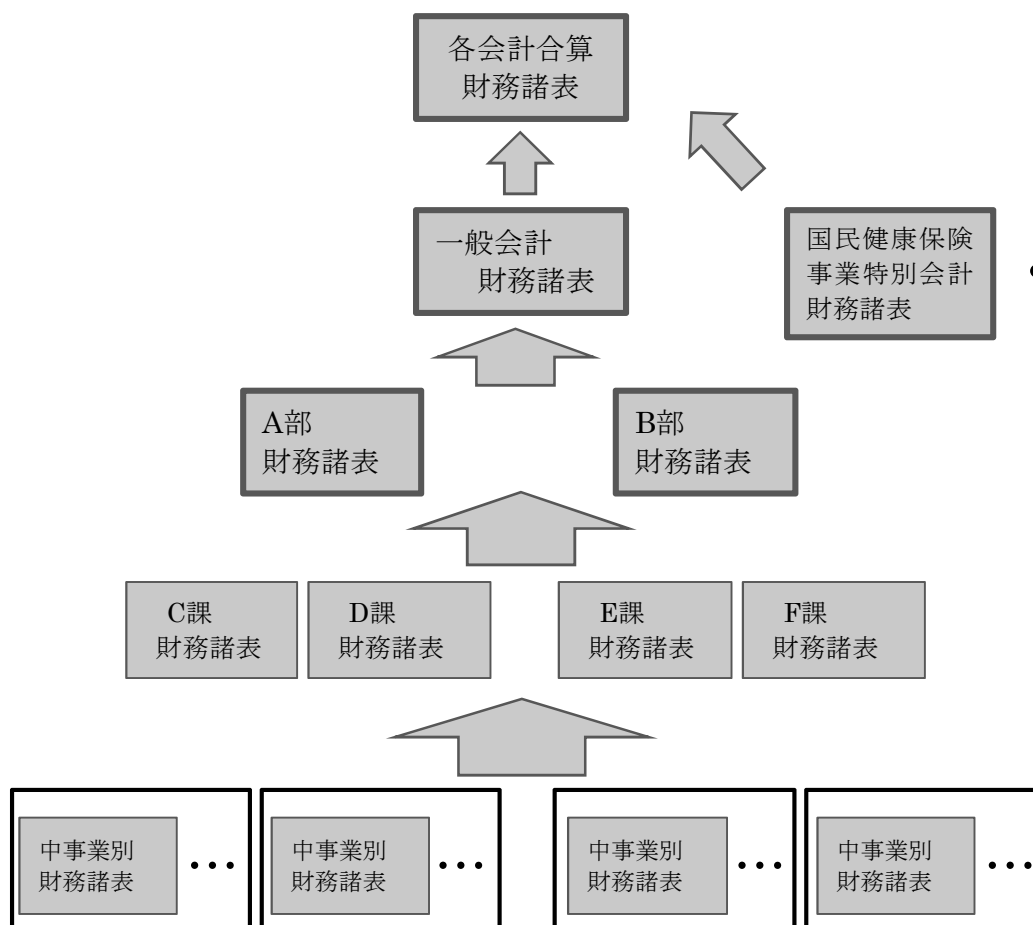 各会計合算
財務諸表
一般会計
財務諸表
国民健康保険
事業特別会計
財務諸表
A部
財務諸表
B部
財務諸表
C課
財務諸表
D課
財務諸表
E課
財務諸表
F課
財務諸表
中事業別
財務諸表
•••
中事業別
財務諸表
•••
中事業別
財務諸表
•••
中事業別
財務諸表
•••